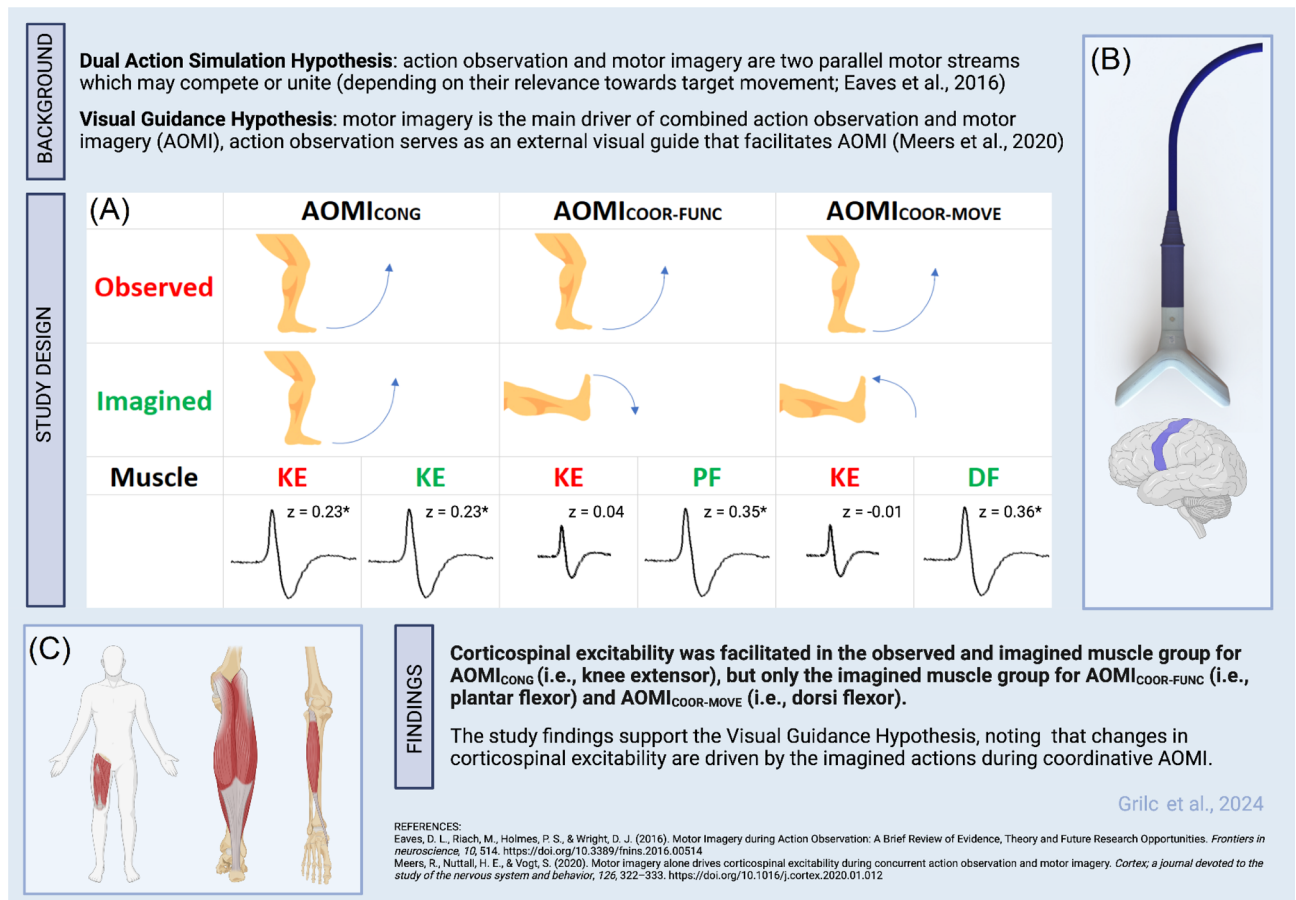 BACKGROUND
Dual Action Simulation Hypothesis: action observation and motor imagery are two parallel motor streams
which may compete or unite (depending on their relevance towards target movement; Eaves et al., 2016)
Visual Guidance Hypothesis: motor imagery is the main driver of combined action observation and motor
imagery (AOMI), action observation serves as an external visual guide that facilitates AOMI (Meers et al., 2020)
STUDY DESIGN
(A) AOMICONG AOMICOOR-FUNC AOMICOOR-MOVE
Observed
Imagined
Muscle KE KE KE PF KE DF
z = 0.23* z = 0.23* z = 0.04 z = 0.35* z = -0.01 z = 0.36*
(B)
(C)
FINDINGS
Corticospinal excitability was facilitated in the observed and imagined muscle group for
AOMICONG (i.e., knee extensor), but only the imagined muscle group for AOMICOOR-FUNC (i.e.,
plantar flexor) and AOMICOOR-MOVE (i.e., dorsi flexor).
The study findings support the Visual Guidance Hypothesis, noting that changes in
corticospinal excitability are driven by the imagined actions during coordinative AOMI.
Grilc et al., 2024
REFERENCES:
Eaves, D. L., Riach, M., Holmes, P. S., & Wright, D. J. (2016). Motor Imagery during Action Observation: A Brief Review of Evidence, Theory and Future Research Opportunities. Frontiers in
neuroscience, 10, 514. https://doi.org/10.3389/fnins.2016.00514
Meers, R., Nuttall, H. E., & Vogt, S. (2020). Motor imagery alone drives corticospinal excitability during concurrent action observation and motor imagery. Cortex; a journal devoted to the
study of the nervous system and behavior, 126, 322–333. https://doi.org/10.1016/j.cortex.2020.01.012